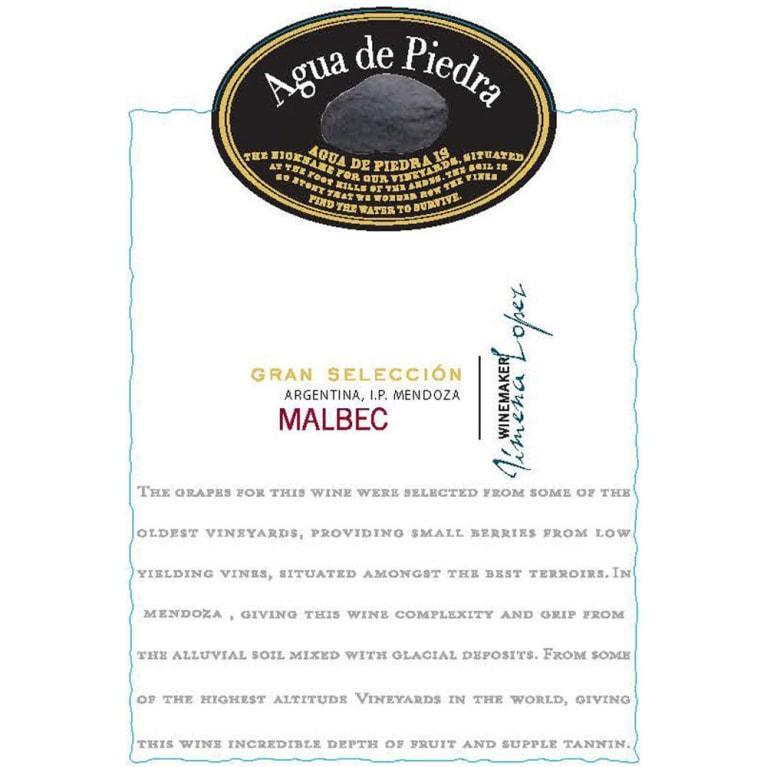 Agua de Piedra
AGUA DE PIEDRA IS
THE NICKNAME FOR OUR VINEYARDS, SITUATED
AT THE FOOT HILLS OF THE ANDES. THE SOIL IS
SO STONY THAT WE WONDER HOW THE VINES
FIND THE WATER TO SURVIVE.
GRAN SELECCIÓN
ARGENTINA, I.P. MENDOZA
MALBEC
WINEMAKER
Ximena Lopez
THE GRAPES FOR THIS WINE WERE SELECTED FROM SOME OF THE
OLDEST VINEYARDS, PROVIDING SMALL BERRIES FROM LOW
YIELDING VINES, SITUATED AMONGST THE BEST TERROIRS. IN
MENDOZA , GIVING THIS WINE COMPLEXITY AND GRIP FROM
THE ALLUVIAL SOIL MIXED WITH GLACIAL DEPOSITS. FROM SOME
OF THE HIGHEST ALTITUDE VINEYARDS IN THE WORLD, GIVING
THIS WINE INCREDIBLE DEPTH OF FRUIT AND SUPPLE TANNIN.